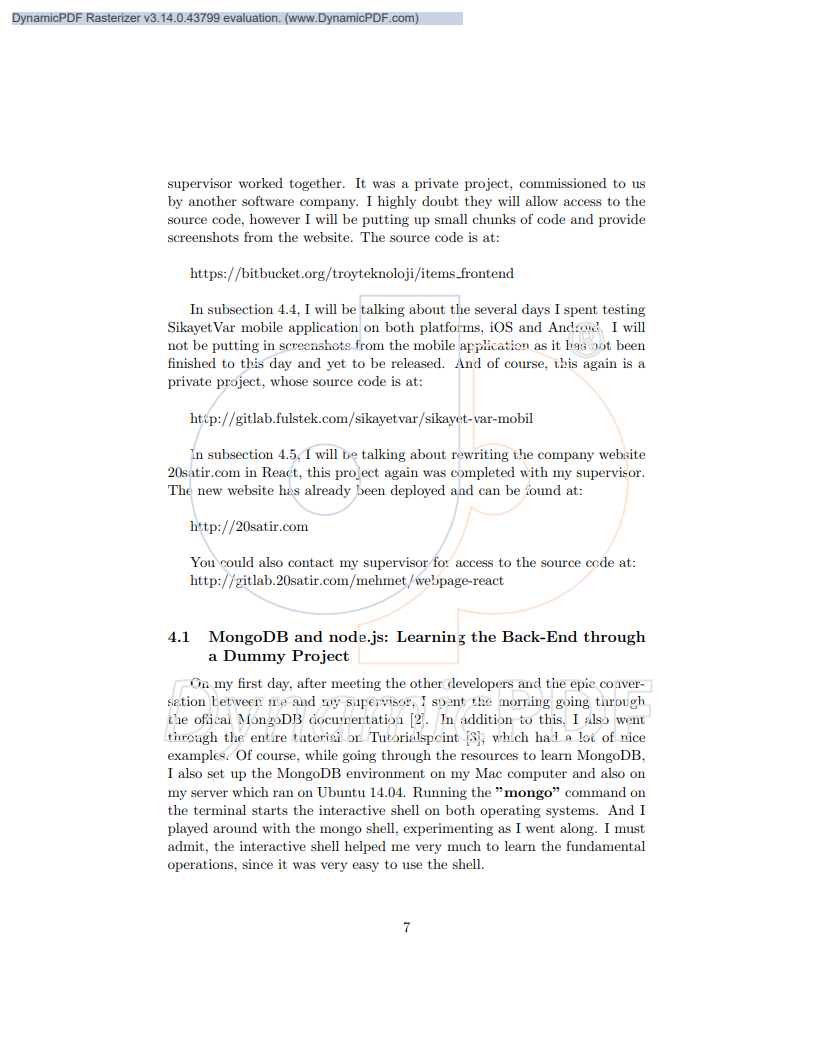 DynamicPDF Rasterizer v3.14.0.43799 evaluation. (www.DynamicPDF.com)
supervisor worked together. It was a private project, commissioned to us
by another software company. I highly doubt they will allow access to the
source code, however I will be putting up small chunks of code and provide
screenshots from the website. The source code is at:
https://bitbucket.org/troyteknoloji/items_frontend
In subsection 4.4, I will be talking about the several days I spent testing
SikayetVar mobile application on both platforms, iOS and Android. I will
not be putting in screenshots from the mobile application as it has not been
finished to this day and yet to be released. And of course, this again is a
private project, whose source code is at:
http://gitlab.fulstek.com/sikayetvar/sikayet-var-mobil
In subsection 4.5, I will be talking about rewriting the company website
20satir.com in React, this project again was completed with my supervisor.
The new website has already been deployed and can be found at:
http://20satir.com
You could also contact my supervisor for access to the source code at:
http://gitlab.20satir.com/mehmet/webpage-react
4.1 MongoDB and node.js: Learning the Back-End through
a Dummy Project
On my first day, after meeting the other developers and the epic conver-
sation between me and my supervisor, I spent the morning going through
the offical MongoDB documentation [2]. In addition to this, I also went
through the entire tutorial on Tutorialspoint [3], which had a lot of nice
examples. Of course, while going through the resources to learn MongoDB,
I also set up the MongoDB environment on my Mac computer and also on
my server which ran on Ubuntu 14.04. Running the ”mongo” command on
the terminal starts the interactive shell on both operating systems. And I
played around with the mongo shell, experimenting as I went along. I must
admit, the interactive shell helped me very much to learn the fundamental
operations, since it was very easy to use the shell.
7
DynamicPDF
®